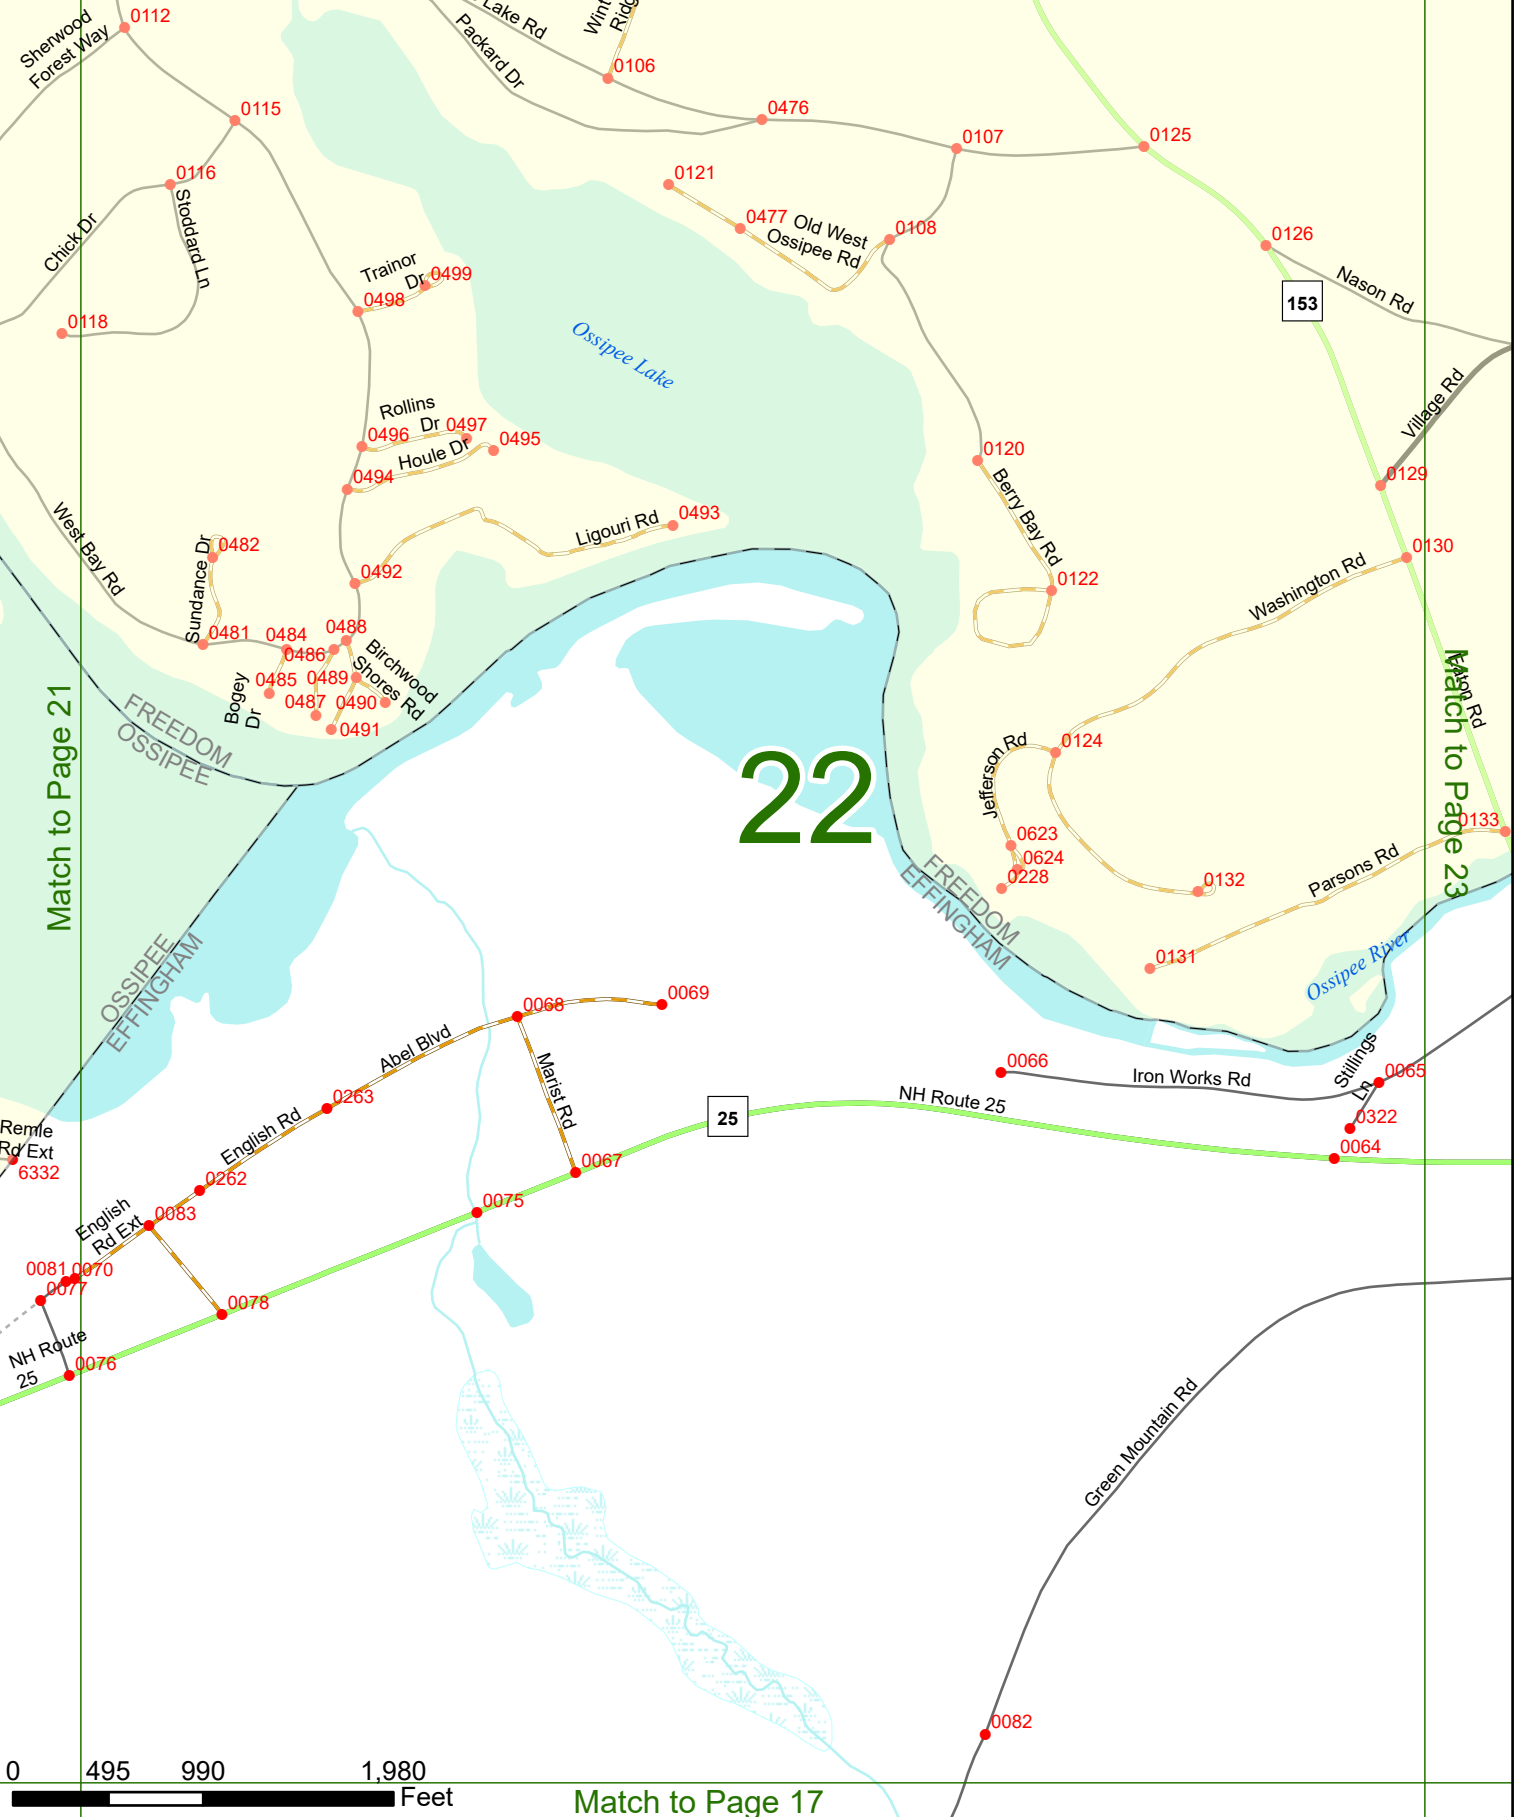 0112
Sherwood
Forest Way
Lake Rd
Packard Dr
Wint
Ridg
0106
0115
0476
0107
0125
0116
0121
Stoddard Ln
Chick Dr
0477
Old West
Ossipee Rd
0108
0126
Nason Rd
153
Trainor
Dr
0499
0498
0118
Ossipee Lake
Village Rd
Rollins
Dr
0497
0496
0495
Houle Dr
0494
0120
0129
Berry Bay Rd
West Bay Rd
0493
Ligouri Rd
0482
Sundance Dr
0130
0492
Washington Rd
0122
0481
0484
0488
0486
Birchwood
Shores Rd
0485
0489
Bogey
Dr
0487
0490
0491
Eaton Rd
Match to Page 21
FREEDOM
OSSIPEE
Match to Page 23
22
0124
Jefferson Rd
0623
0624
0228
0133
Parsons Rd
0132
FREEDOM
EFFINGHAM
OSSIPEE
EFFINGHAM
0131
Ossipee River
0069
0068
Abel Blvd
Marist Rd
0066
Iron Works Rd
Stillings
Ln
0065
0263
NH Route 25
25
English Rd
0322
Remle
Rd Ext
6332
0064
0067
0262
0075
0083
English
Rd Ext
0081
0070
0077
0078
NH Route
25
0076
Green Mountain Rd
0082
0 495 990 1,980
Feet
Match to Page 17